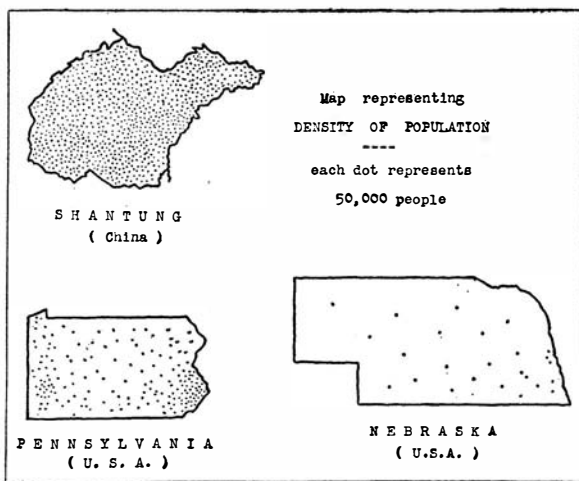 Map representing
DENSITY OF POPULATION
----
each dot represents
50,000 people
SHANTUNG
( China )
PENNSYLVANIA
( U. S. A. )
NEBRASKA
( U.S.A. )